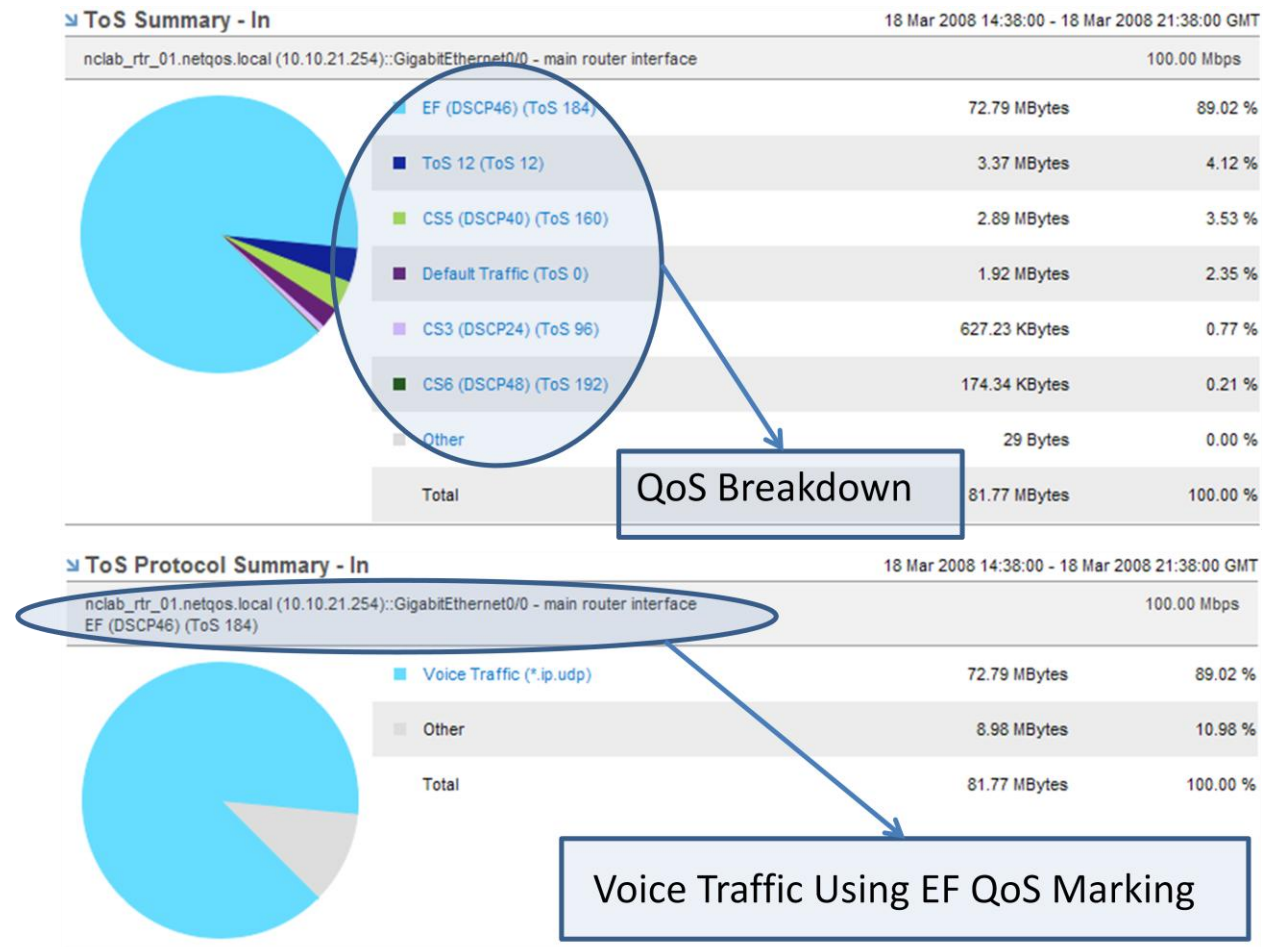 ToS Summary - In 18 Mar 2008 14:38:00 - 18 Mar 2008 21:38:00 GMT
nclab_rtr_01.netqos.local (10.10.21.254)::GigabitEthernet0/0 - main router interface 100.00 Mbps
EF (DSCP46) (ToS 184) 72.79 MBytes 89.02 %
ToS 12 (ToS 12) 3.37 MBytes 4.12 %
CS5 (DSCP40) (ToS 160) 2.89 MBytes 3.53 %
Default Traffic (ToS 0) 1.92 MBytes 2.35 %
CS3 (DSCP24) (ToS 96) 627.23 KBytes 0.77 %
CS6 (DSCP48) (ToS 192) 174.34 KBytes 0.21 %
Other 29 Bytes 0.00 %
QoS Breakdown
Total 81.77 MBytes 100.00 %
ToS Protocol Summary - In 18 Mar 2008 14:38:00 - 18 Mar 2008 21:38:00 GMT
nclab_rtr_01.netqos.local (10.10.21.254)::GigabitEthernet0/0 - main router interface 100.00 Mbps
EF (DSCP46) (ToS 184)
Voice Traffic (*.ip.udp) 72.79 MBytes 89.02 %
Other 8.98 MBytes 10.98 %
Total 81.77 MBytes 100.00 %
Voice Traffic Using EF QoS Marking